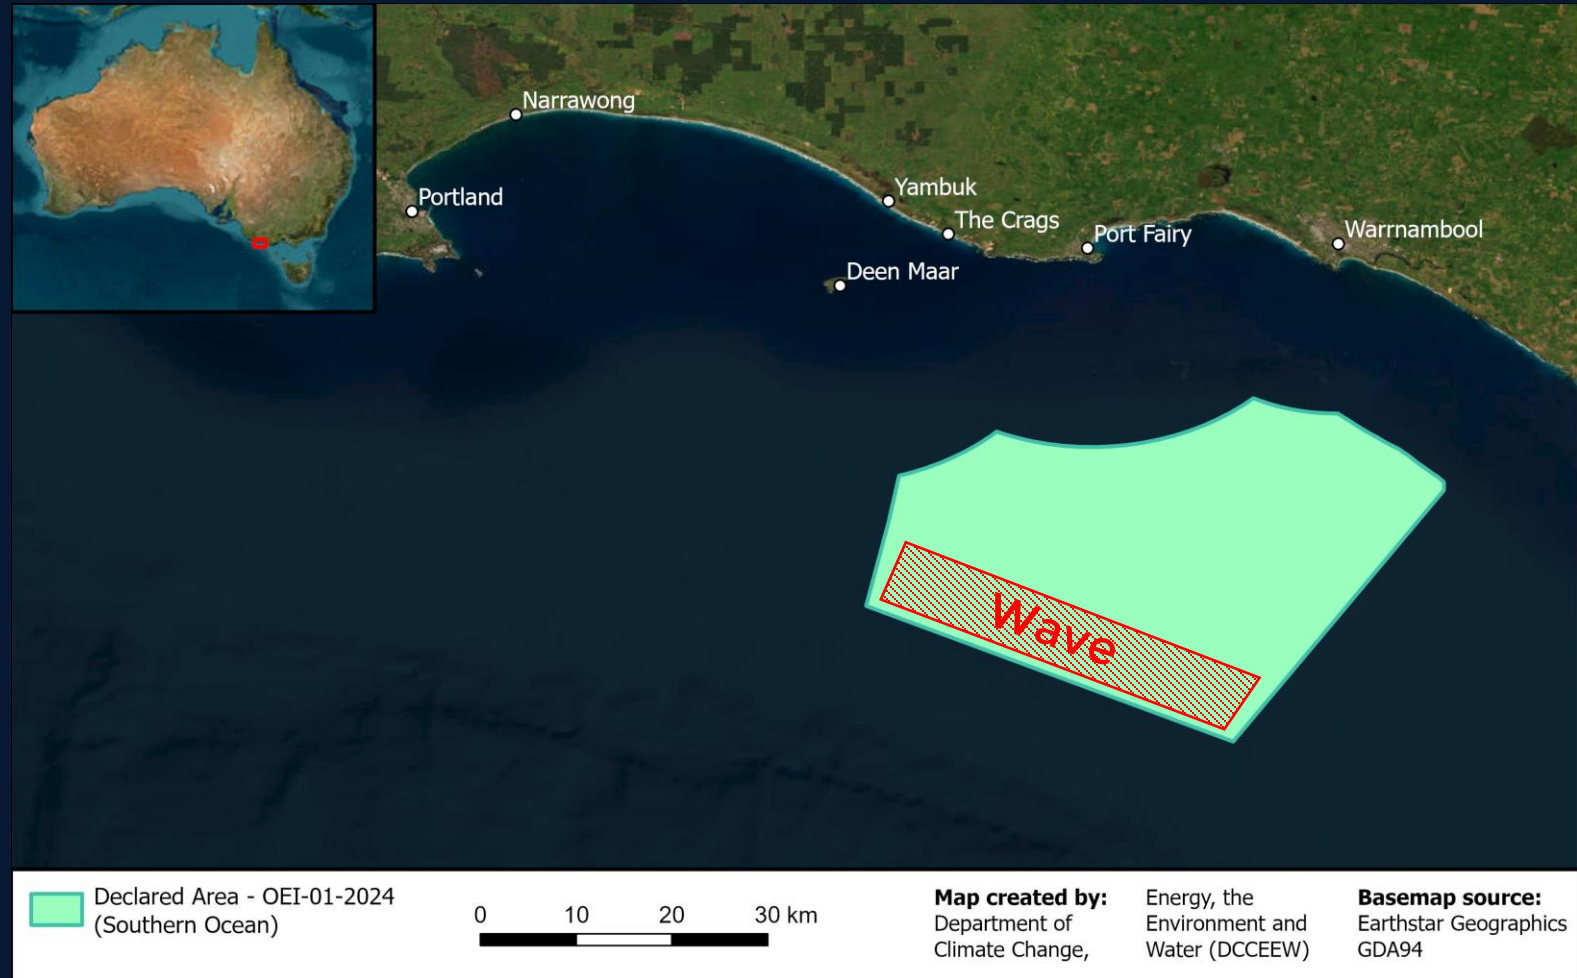 Narrawong
Portland
Yambuk
The Crags
Port Fairy
Warrnambool
Deen Maar
Wave
Declared Area - OEI-01-2024
(Southern Ocean)
0 10 20 30 km
Map created by:
Department of
Climate Change,
Energy, the
Environment and
Water (DCCEEW)
Basemap source:
Earthstar Geographics
GDA94